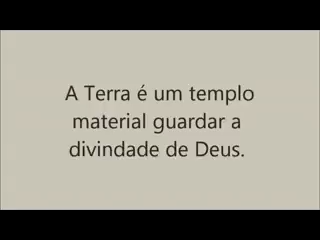 A Terra é um templo
material guardar a
divindade de Deus.